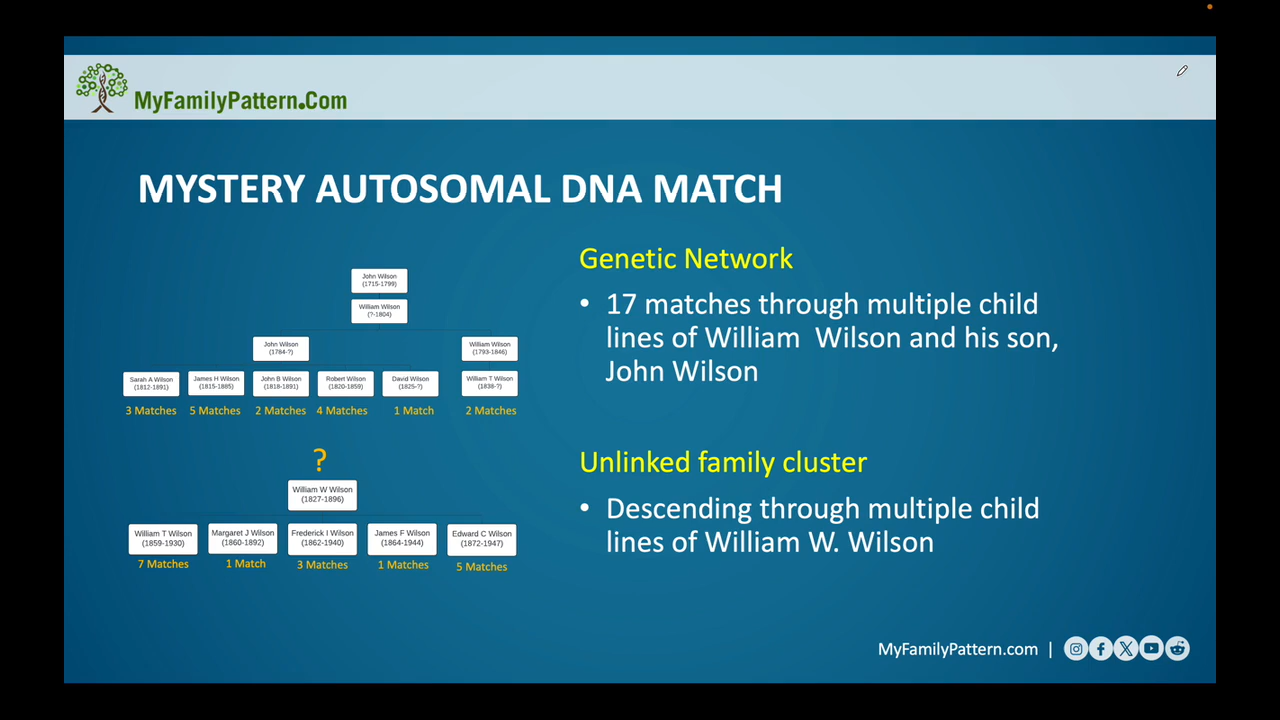 MyFamilyPattern.Com
MYSTERY AUTOSOMAL DNA MATCH
John Wilson
(1715-1799)
William Wilson
(?-1804)
John Wilson
(1784-?)
William Wilson
(1793-1846)
Sarah A Wilson
(1812-1891)
James H Wilson
(1815-1885)
John B Wilson
(1818-1891)
Robert Wilson
(1820-1859)
David Wilson
(1825-?)
William T Wilson
(1838-?)
3 Matches
5 Matches
2 Matches
4 Matches
1 Match
2 Matches
?
William W Wilson
(1827-1896)
William T Wilson
(1859-1930)
Margaret J Wilson
(1860-1892)
Frederick I Wilson
(1862-1940)
James F Wilson
(1864-1944)
Edward C Wilson
(1872-1947)
7 Matches
1 Match
3 Matches
1 Matches
5 Matches
Genetic Network
• 17 matches through multiple child
lines of William  Wilson and his son,
John Wilson
Unlinked family cluster
• Descending through multiple child
lines of William W. Wilson
MyFamilyPattern.com |